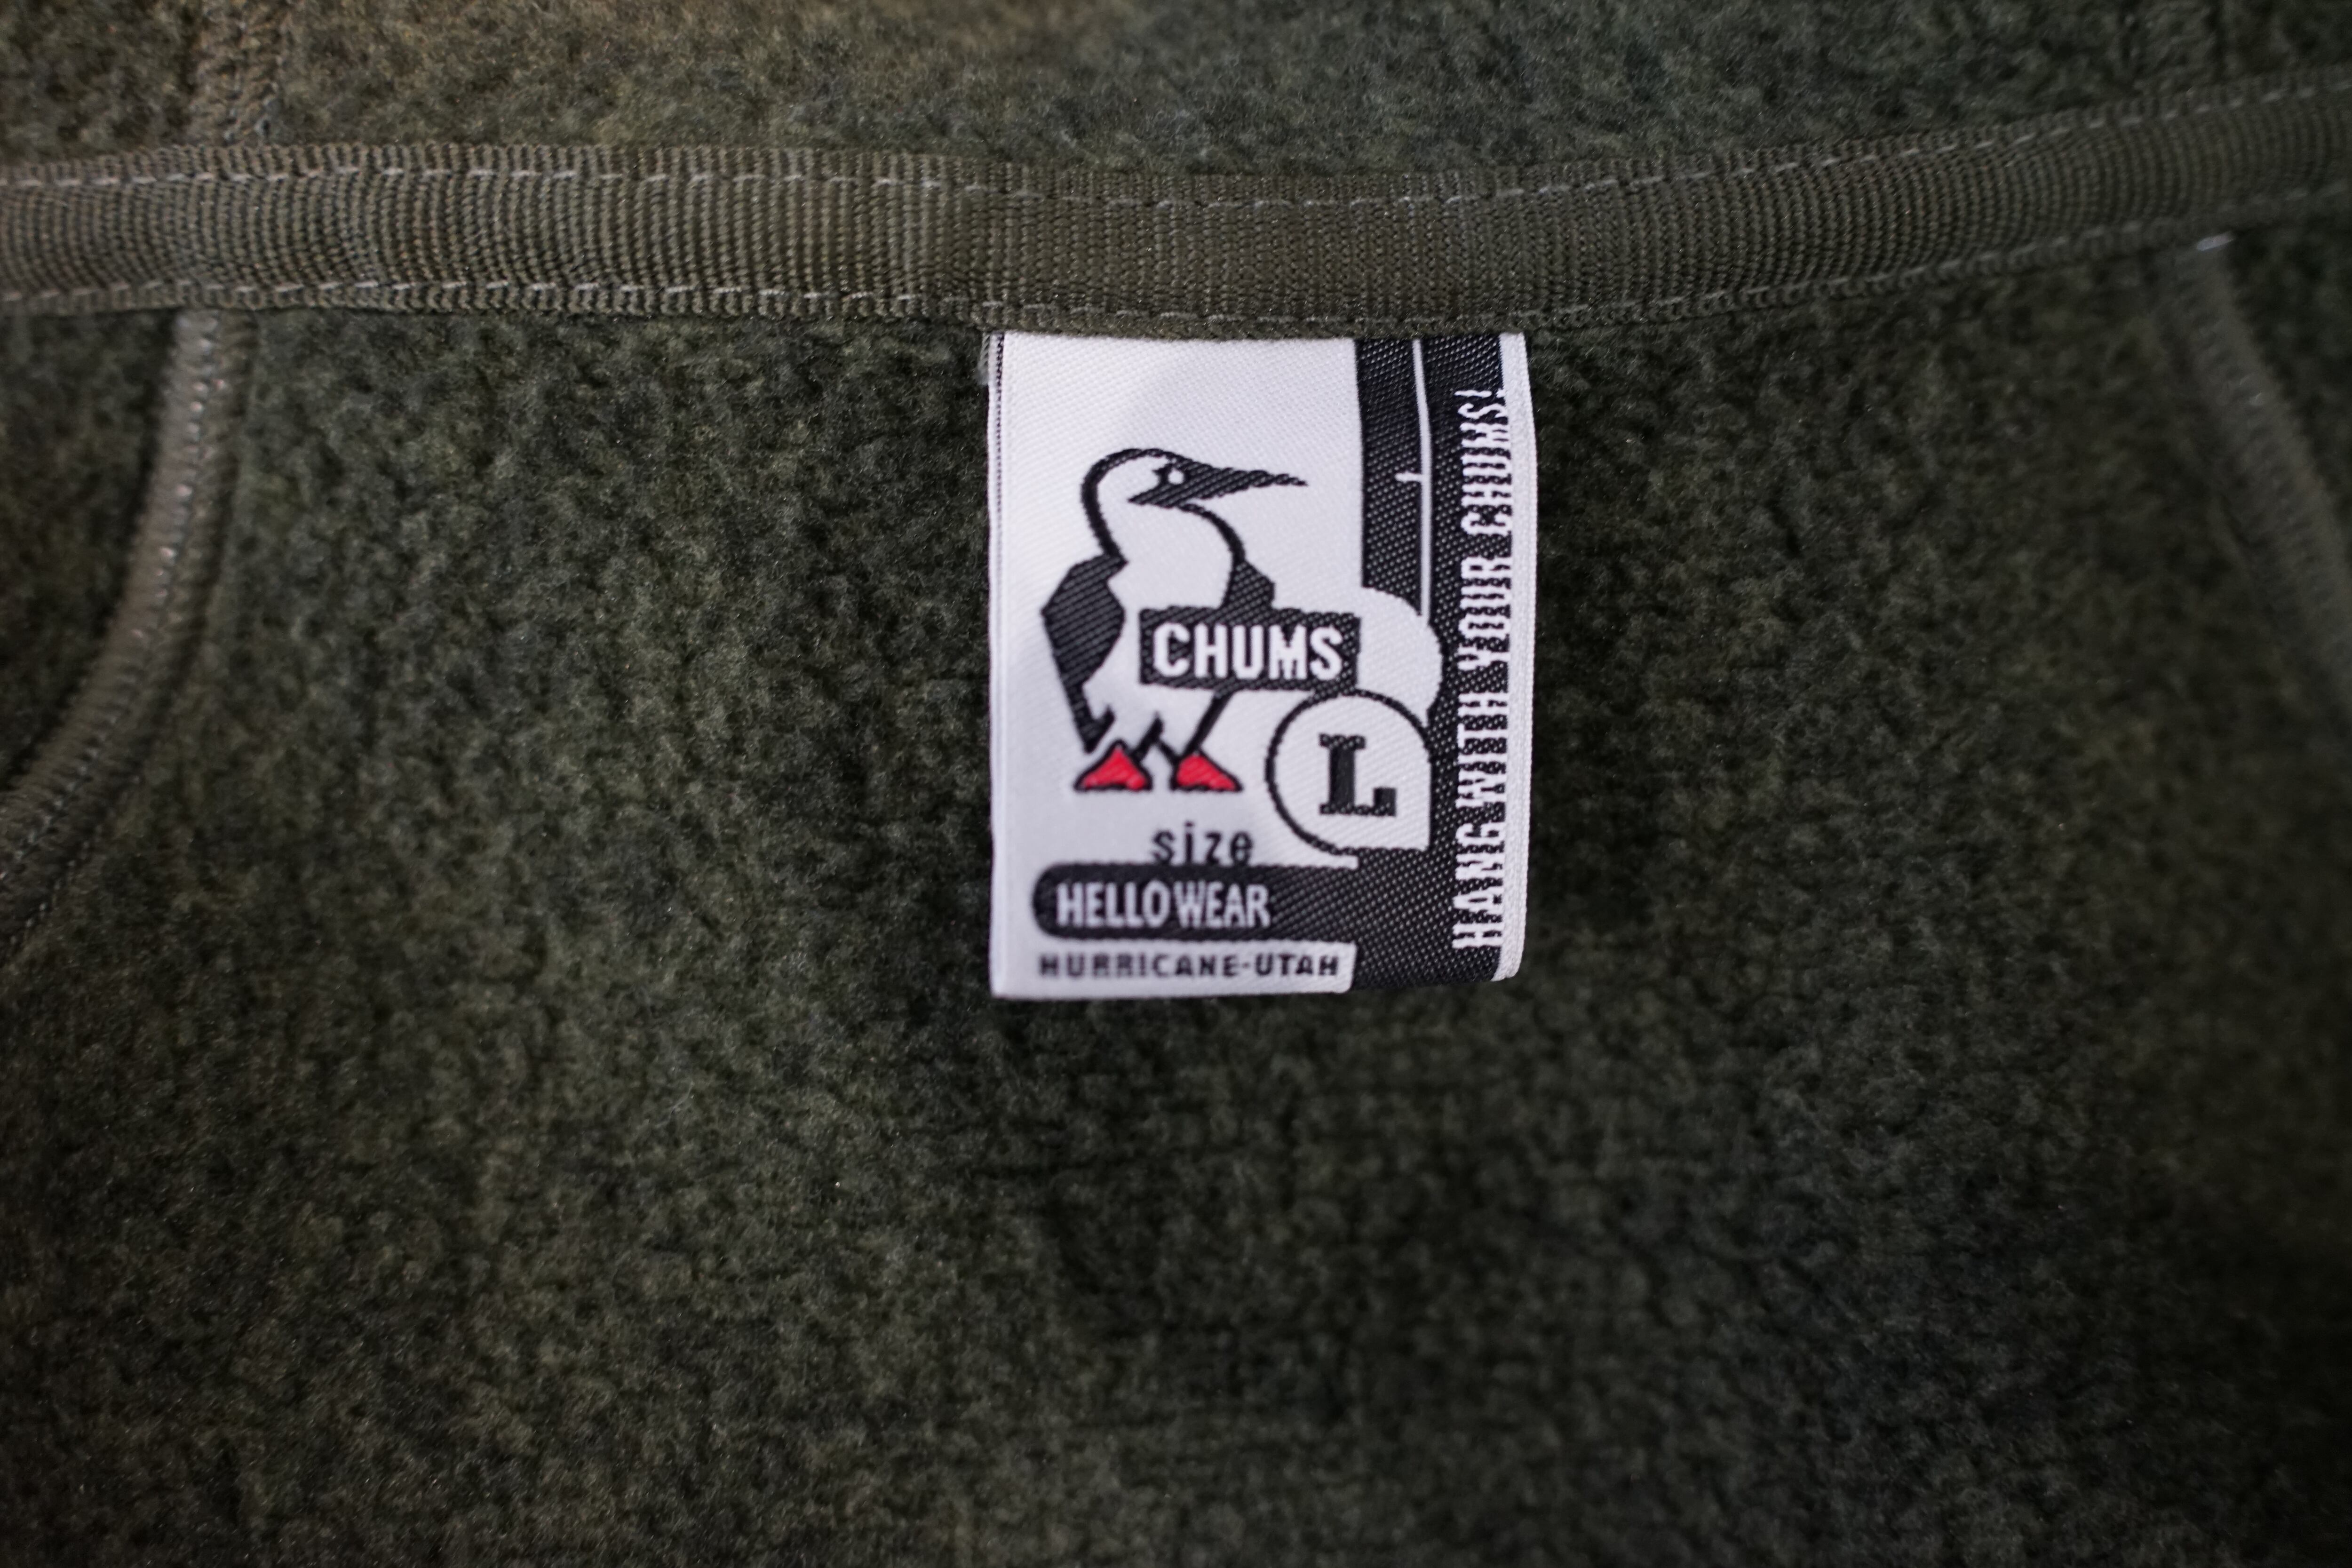 CHUMS
L
size
HELLO WEAR
HURRICANE-UTAH
HANG WITH YOUR CHUMS!